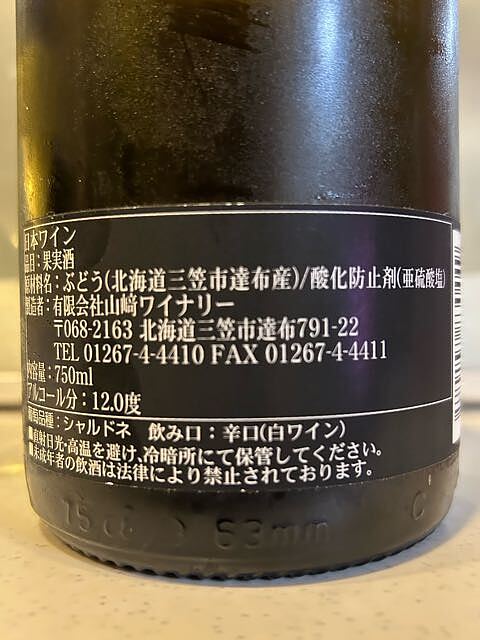 日本ワイン
品目：果実酒
原材料名：ぶどう(北海道三笠市達布産)/酸化防止剤(亜硫酸塩)
製造者：有限会社山﨑ワイナリー
〒068-2163 北海道三笠市達布791-22
TEL 01267-4-4410 FAX 01267-4-4411
内容量：750ml
アルコール分：12.0度
葡萄品種：シャルドネ　飲み口：辛口(白ワイン)
■直射日光・高温を避け、冷暗所にて保管してください。
■未成年者の飲酒は法律により禁止されております。
63mm C